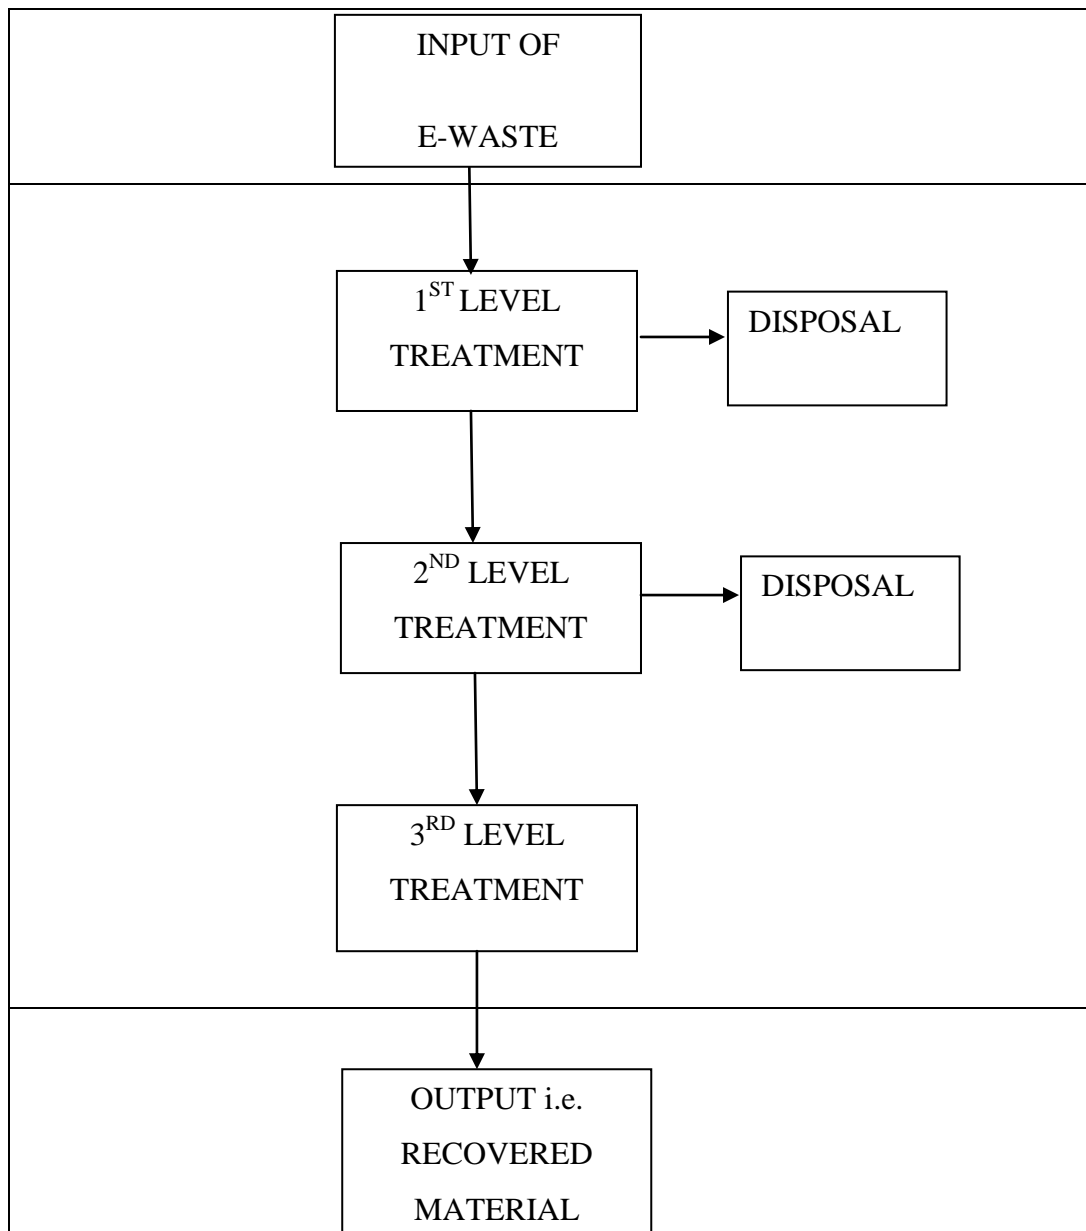 INPUT OF
E-WASTE
1ST LEVEL
TREATMENT
DISPOSAL
2ND LEVEL
TREATMENT
DISPOSAL
3RD LEVEL
TREATMENT
OUTPUT i.e.
RECOVERED
MATERIAL